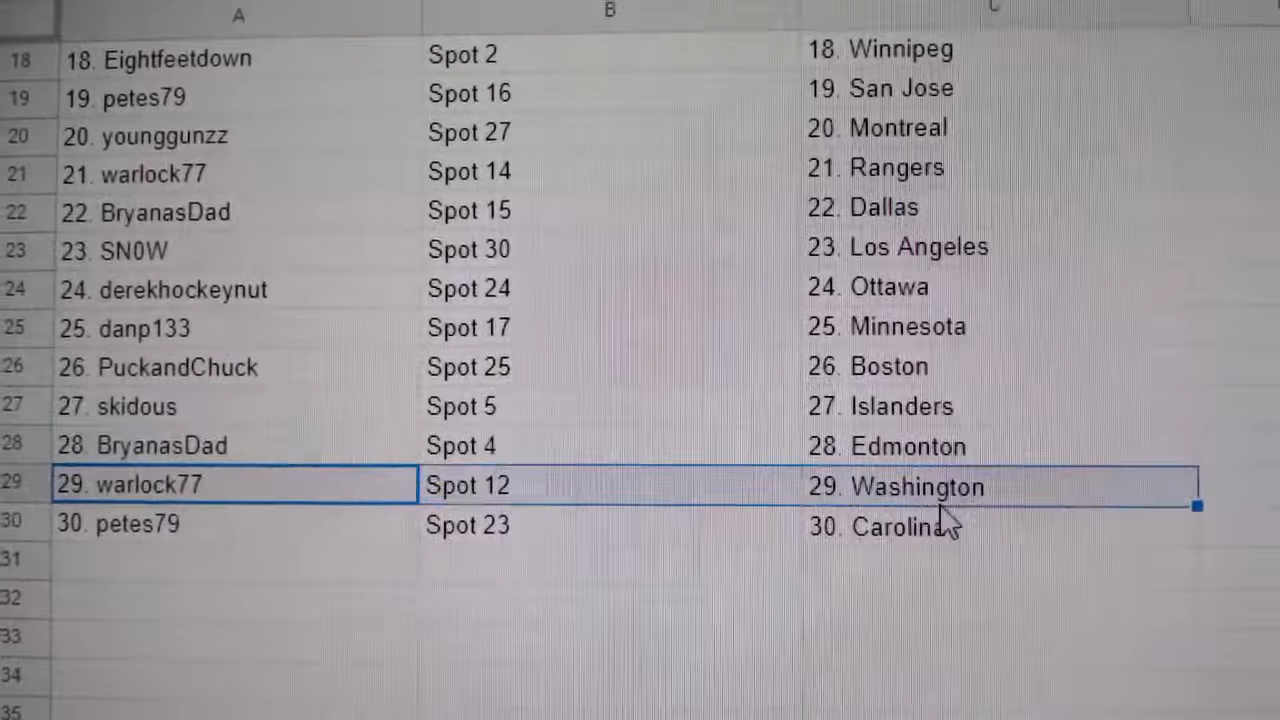 A B C
18 18. Eightfeetdown Spot 2 18. Winnipeg
19 19. petes79 Spot 16 19. San Jose
20 20. younggunzz Spot 27 20. Montreal
21 21. warlock77 Spot 14 21. Rangers
22 22. BryanasDad Spot 15 22. Dallas
23 23. SN0W Spot 30 23. Los Angeles
24 24. derekhockeynut Spot 24 24. Ottawa
25 25. danp133 Spot 17 25. Minnesota
26 26. PuckandChuck Spot 25 26. Boston
27 27. skidous Spot 5 27. Islanders
28 28. BryanasDad Spot 4 28. Edmonton
29 29. warlock77 Spot 12 29. Washington
30 30. petes79 Spot 23 30. Carolina
31
32
33
34
35